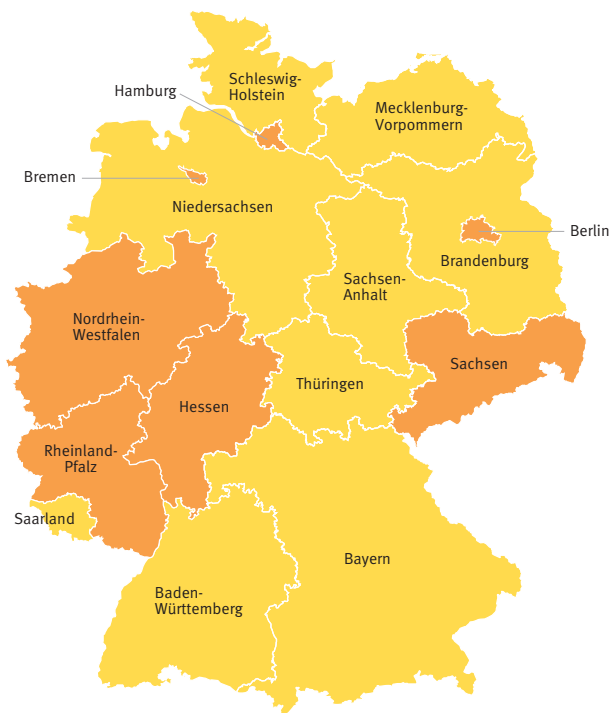 Schleswig-
Holstein
Hamburg
Mecklenburg-
Vorpommern
Bremen
Niedersachsen
Berlin
Brandenburg
Sachsen-
Anhalt
Nordrhein-
Westfalen
Sachsen
Thüringen
Hessen
Rheinland-
Pfalz
Saarland
Bayern
Baden-
Württemberg